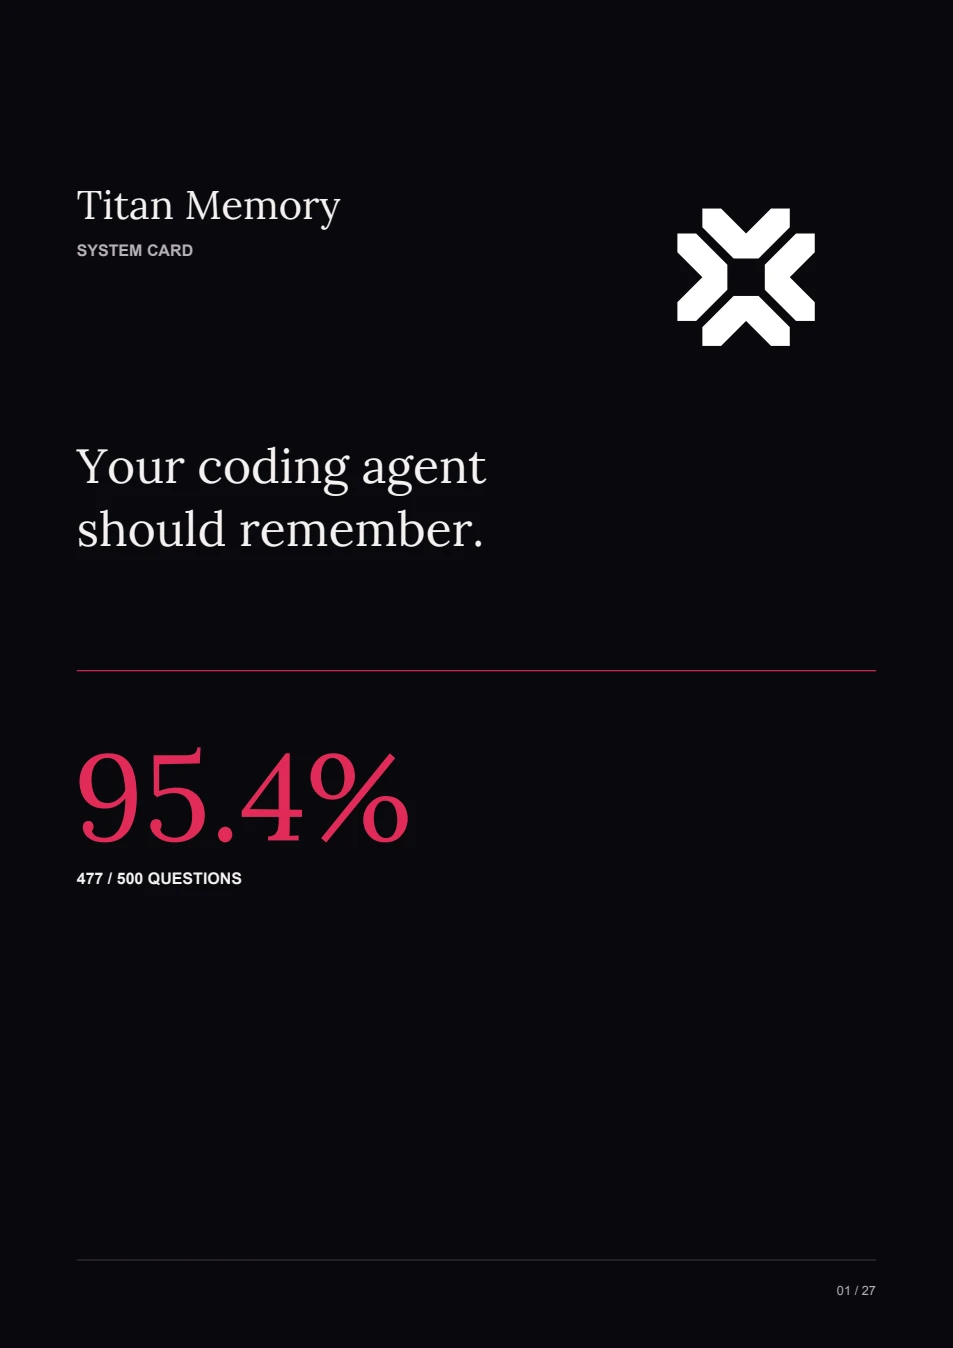 Titan Memory
SYSTEM CARD
Your coding agent
should remember.
95.4%
477 / 500 QUESTIONS
01 / 27